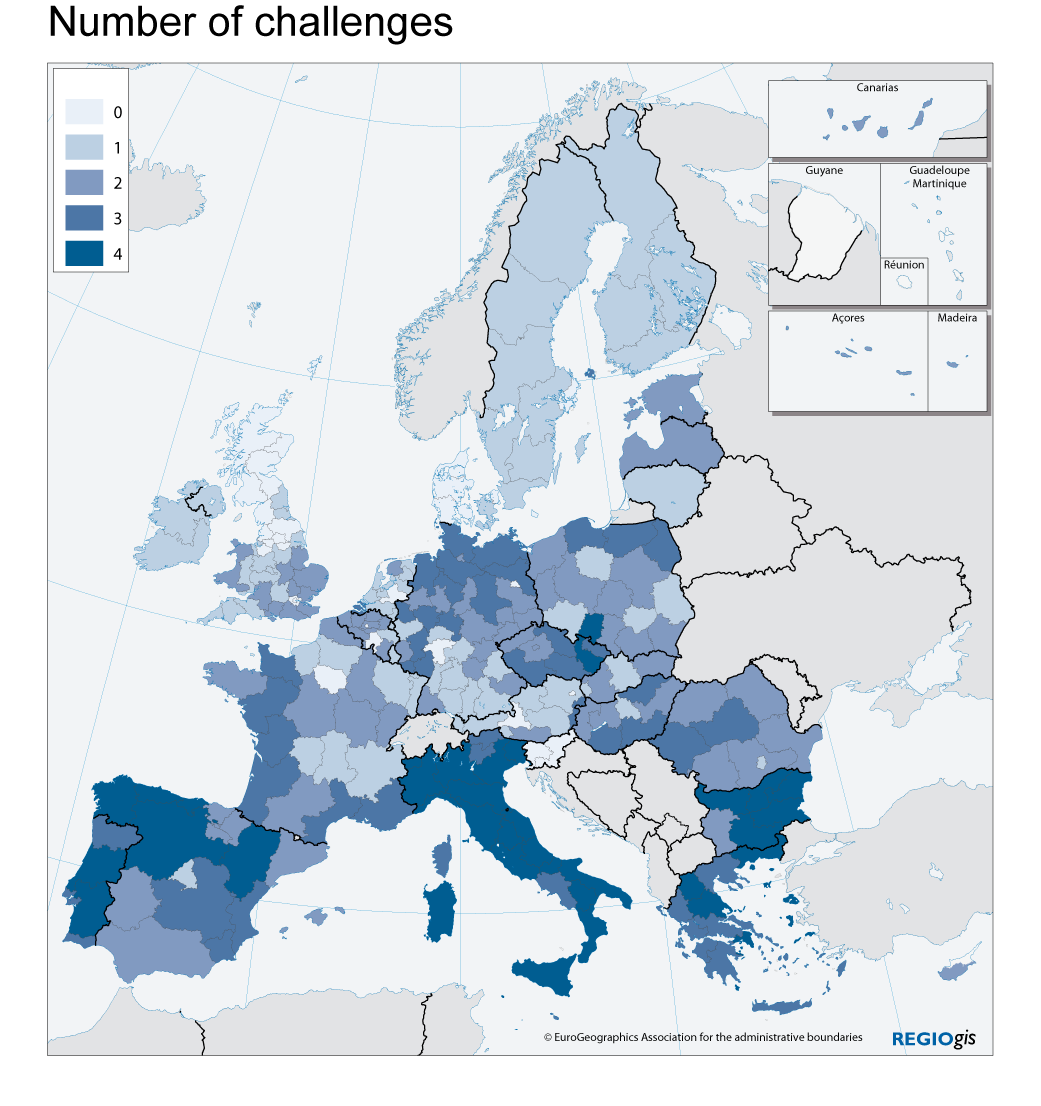 Number of challenges
0
1
2
3
4
Canarias
Guyane
Guadeloupe
Martinique
Réunion
Açores
Madeira
© EuroGeographics Association for the administrative boundaries
REGIOgis